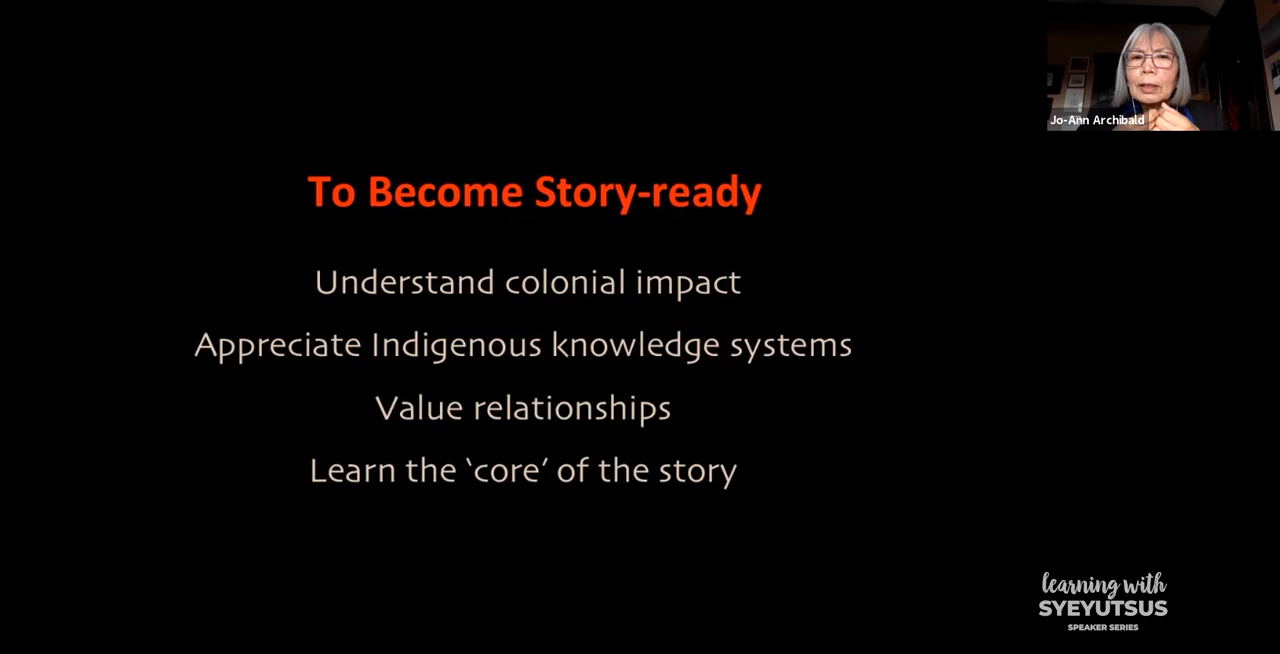 Jo-Ann Archibald
To Become Story-ready
Understand colonial impact
Appreciate Indigenous knowledge systems
Value relationships
Learn the ‘core’ of the story
learning with
SYEYUTSUS
SPEAKER SERIES